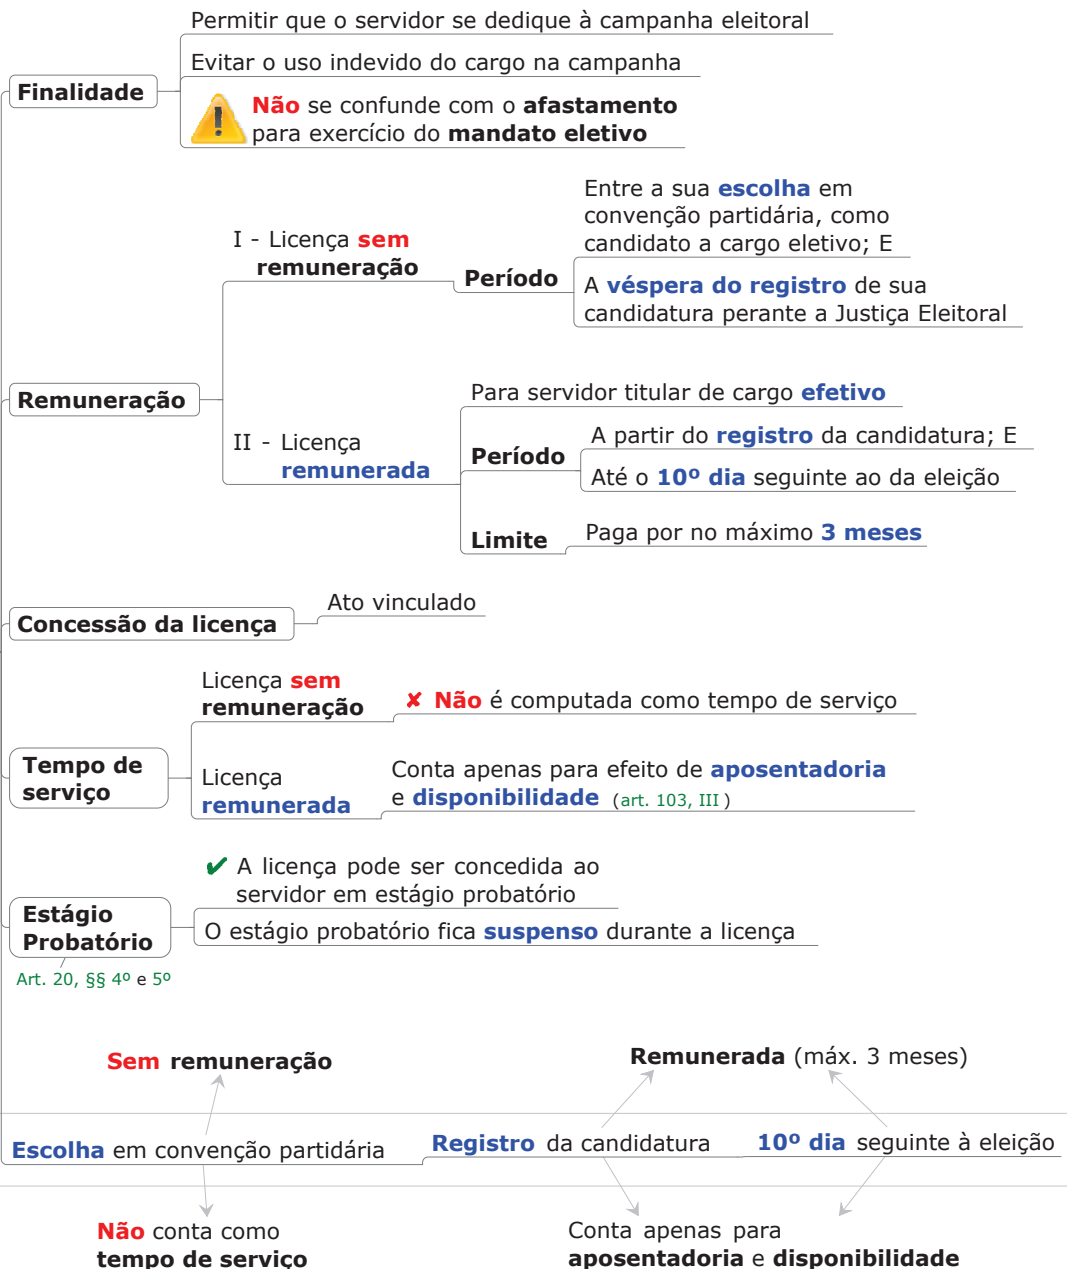 Permitir que o servidor se dedique à campanha eleitoral
Evitar o uso indevido do cargo na campanha
Finalidade
Não se confunde com o afastamento
para exercício do mandato eletivo
Entre a sua escolha em
convenção partidária, como
candidato a cargo eletivo; E
I - Licença sem
remuneração
Período
A véspera do registro de sua
candidatura perante a Justiça Eleitoral
Remuneração
Para servidor titular de cargo efetivo
II - Licença
remunerada
Período
A partir do registro da candidatura; E
Até o 10º dia seguinte ao da eleição
Limite
Paga por no máximo 3 meses
Concessão da licença
Ato vinculado
Tempo de
serviço
Licença sem
remuneração
✘ Não é computada como tempo de serviço
Licença
remunerada
Conta apenas para efeito de aposentadoria
e disponibilidade (art. 103, III )
Estágio
Probatório
✔ A licença pode ser concedida ao
servidor em estágio probatório
O estágio probatório fica suspenso durante a licença
Art. 20, §§ 4º e 5º
Sem remuneração
Remunerada (máx. 3 meses)
Escolha em convenção partidária
Registro da candidatura
10º dia seguinte à eleição
Não conta como
tempo de serviço
Conta apenas para
aposentadoria e disponibilidade